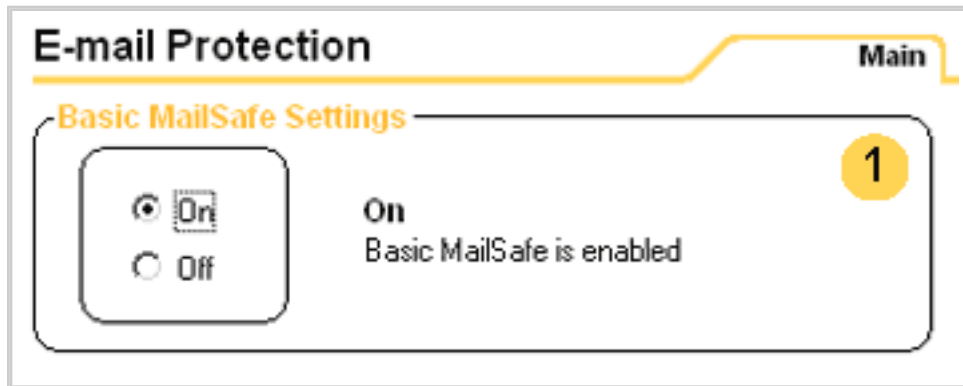 E-mail Protection
Main
Basic MailSafe Settings
1
On
Off
On
Basic MailSafe is enabled